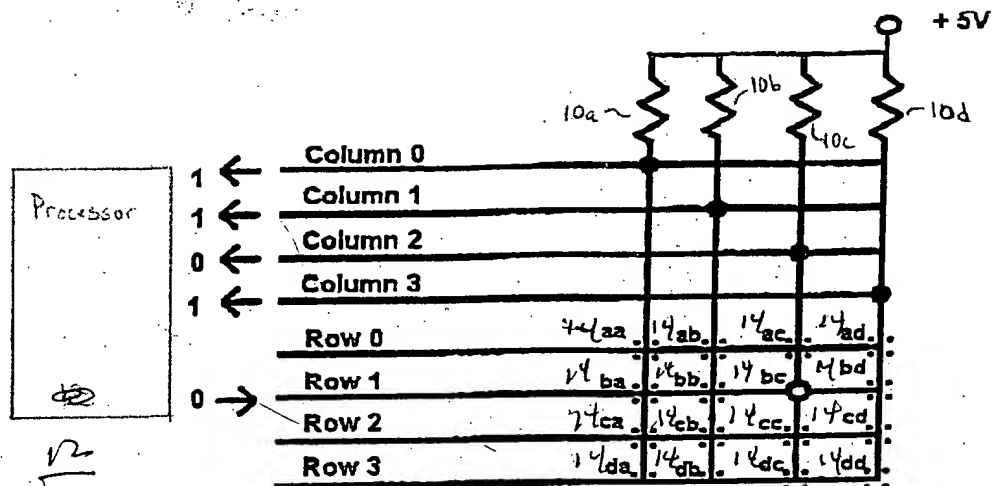 + 5V
10a 10b 10c 10d
Column 0
1
Processor
Column 1
1
Column 2
0
Column 3
1
Row 0 14aa 14ab 14ac 14ad
Row 1 14ba 14bb 14bc 14bd
0
Row 2 14ca 14cb 14cc 14cd
Row 3 14da 14db 14dc 14dd
12